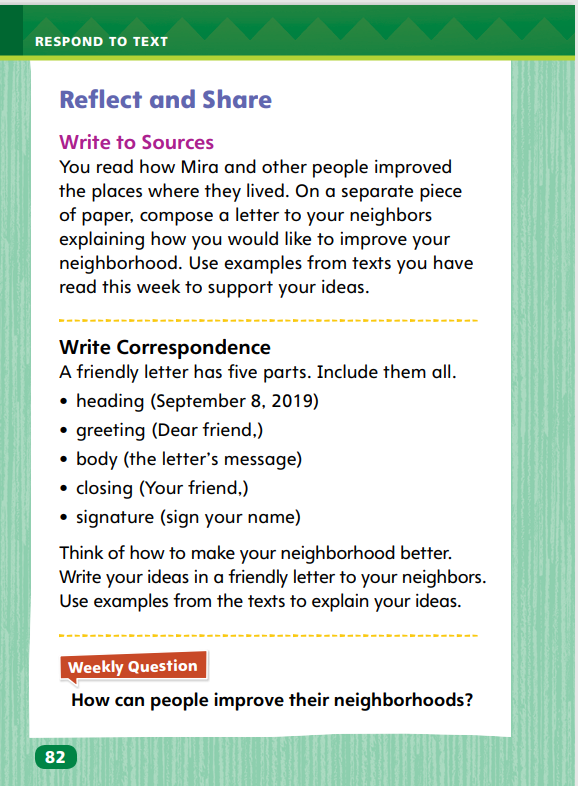 RESPOND TO TEXT
Reflect and Share
Write to Sources
You read how Mira and other people improved
the places where they lived. On a separate piece
of paper, compose a letter to your neighbors
explaining how you would like to improve your
neighborhood. Use examples from texts you have
read this week to support your ideas.
Write Correspondence
A friendly letter has five parts. Include them all.
• heading (September 8, 2019)
• greeting (Dear friend,)
• body (the letter's message)
• closing (Your friend,)
• signature (sign your name)
Think of how to make your neighborhood better.
Write your ideas in a friendly letter to your neighbors.
Use examples from the texts to explain your ideas.
Weekly Question
How can people improve their neighborhoods?
82